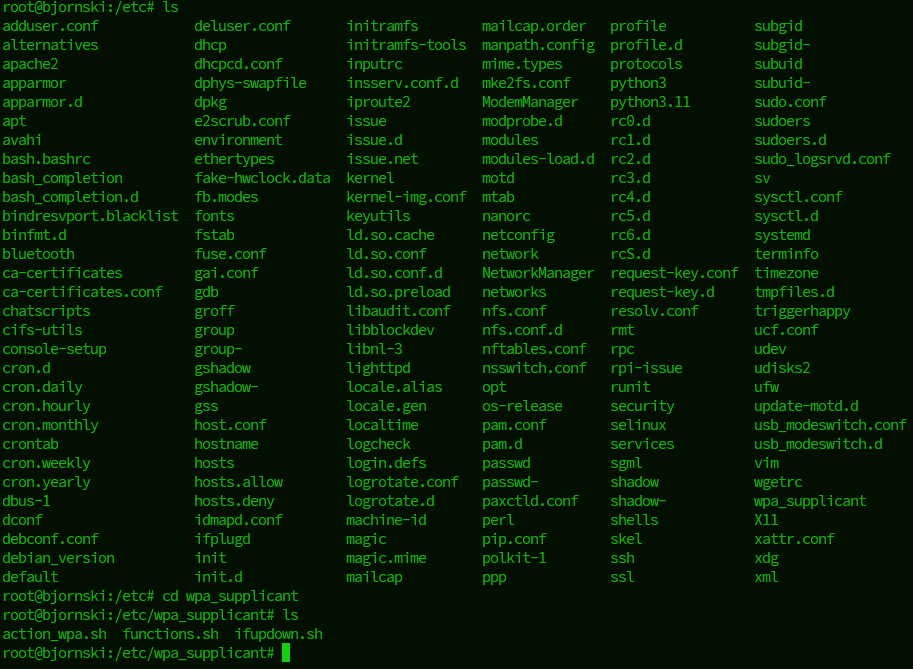 root@bjornski:/etc# ls
adduser.conf deluser.conf initramfs mailcap.order profile subgid
alternatives dhcp initramfs-tools manpath.config profile.d subgid-
apache2 dhcpcd.conf inputrc mime.types protocols subuid
apparmor dphys-swapfile insserv.conf.d mke2fs.conf python3 subuid-
apparmor.d dpkg iproute2 ModemManager python3.11 sudo.conf
apt e2scrub.conf issue modprobe.d rc0.d sudoers
avahi environment issue.d modules rc1.d sudoers.d
bash.bashrc ethertypes issue.net modules-load.d rc2.d sudo_logsrvd.conf
bash_completion fake-hwclock.data kernel motd rc3.d sv
bash_completion.d fb.modes kernel-img.conf mtab rc4.d sysctl.conf
bindresvport.blacklist fonts keyutils nanorc rc5.d sysctl.d
binfmt.d fstab ld.so.cache netconfig rc6.d systemd
bluetooth fuse.conf ld.so.conf network rcS.d terminfo
ca-certificates gai.conf ld.so.conf.d NetworkManager request-key.conf timezone
ca-certificates.conf gdb ld.so.preload networks request-key.d tmpfiles.d
chatscripts groff libaudit.conf nfs.conf resolv.conf triggerhappy
cifs-utils group libblockdev nfs.conf.d rmt ucf.conf
console-setup group- libnl-3 nftables.conf rpc udev
cron.d gshadow lighttpd nsswitch.conf rpi-issue udisks2
cron.daily gshadow- locale.alias opt runit ufw
cron.hourly gss locale.gen os-release security update-motd.d
cron.monthly host.conf localtime pam.conf selinux usb_modeswitch.conf
crontab hostname logcheck pam.d services usb_modeswitch.d
cron.weekly hosts login.defs passwd sgml vim
cron.yearly hosts.allow logrotate.conf passwd- shadow wgetrc
dbus-1 hosts.deny logrotate.d paxctld.conf shadow- wpa_supplicant
dconf idmapd.conf machine-id perl shells X11
debconf.conf ifplugd magic pip.conf skel xattr.conf
debian_version init magic.mime polkit-1 ssh xdg
default init.d mailcap ppp ssl xml
root@bjornski:/etc# cd wpa_supplicant
root@bjornski:/etc/wpa_supplicant# ls
action_wpa.sh functions.sh ifupdown.sh
root@bjornski:/etc/wpa_supplicant#